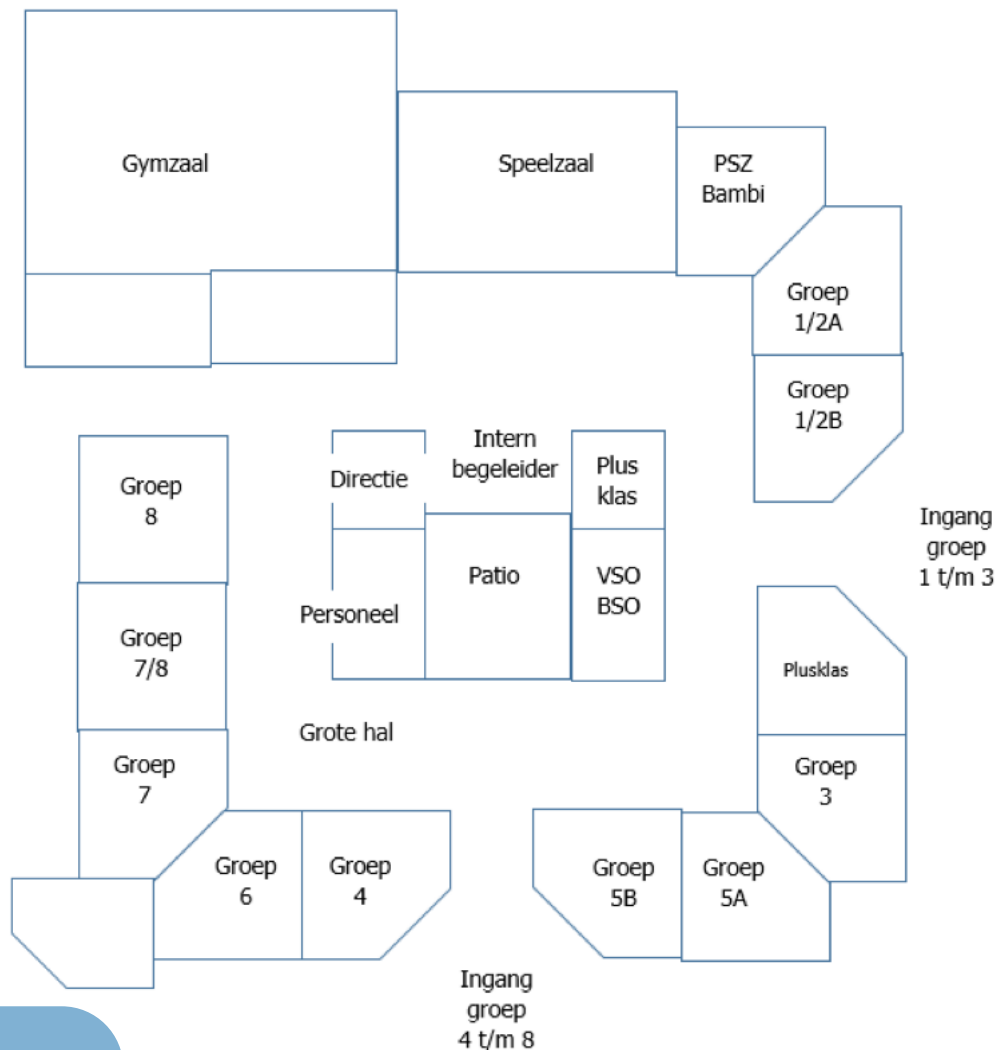 Gymzaal
Speelzaal
PSZ
Bambi
Groep
1/2A
Groep
1/2B
Groep
8
Directie
Intern
begeleider
Plus
klas
Ingang
groep
1 t/m 3
Groep
7/8
Personeel
Patio
VSO
BSO
Plusklas
Grote hal
Groep
7
Groep
3
Groep
6
Groep
4
Groep
5B
Groep
5A
Ingang
groep
4 t/m 8